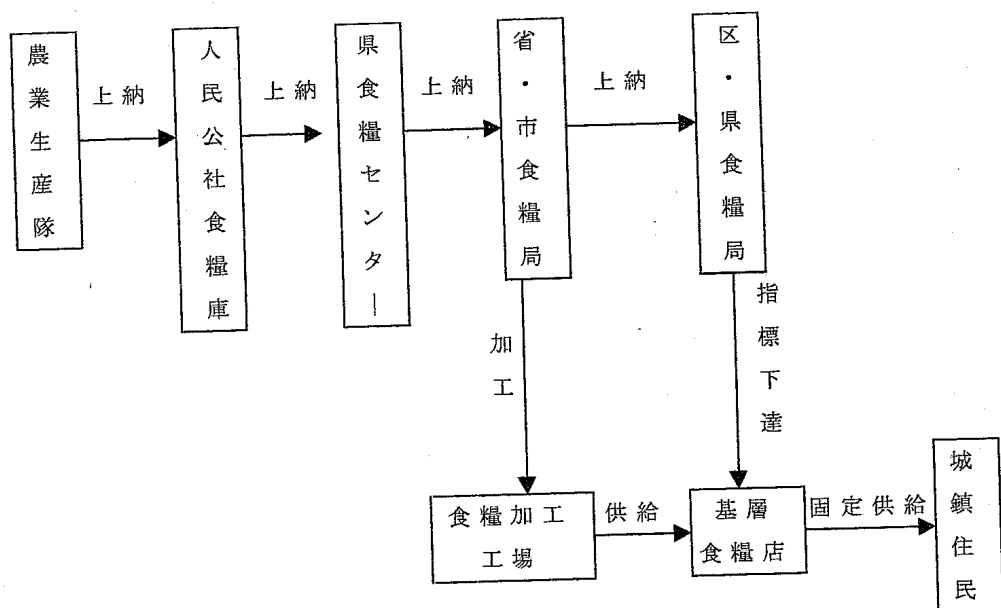 農業生産隊
上納
人民公社食糧庫
上納
県食糧センター
上納
省・市食糧局
上納
区・県食糧局
加工
指標下達
食糧加工
工場
供給
基層
食糧店
固定供給
城鎮住民